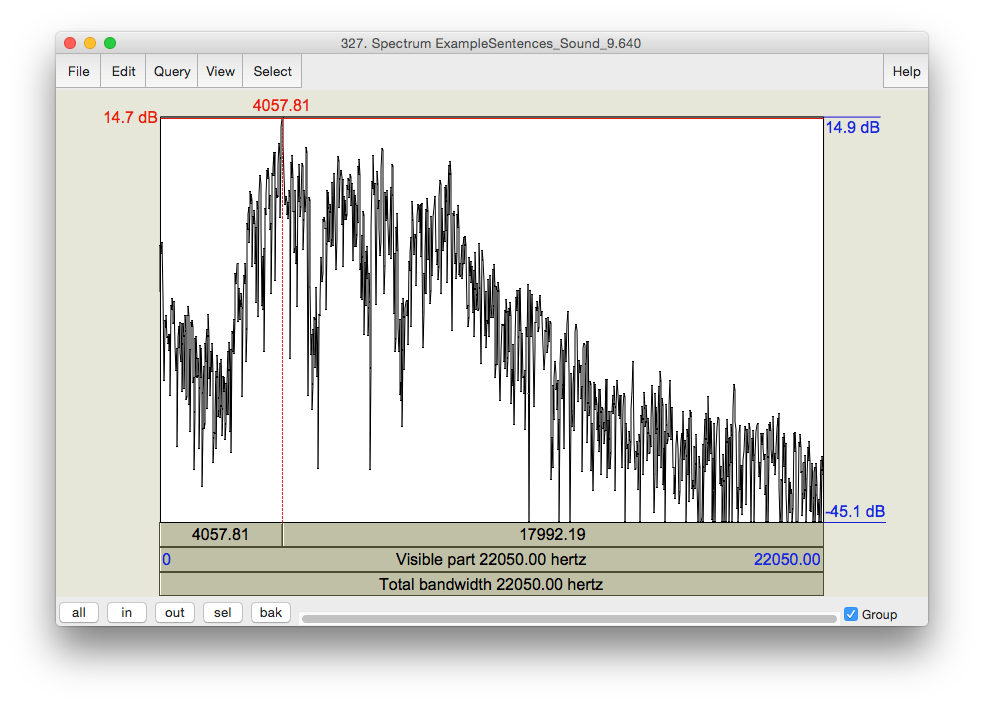 327. Spectrum ExampleSentences_Sound_9.640
File Edit Query View Select Help
4057.81
14.7 dB
14.9 dB
-45.1 dB
4057.81 17992.19
0 Visible part 22050.00 hertz 22050.00
Total bandwidth 22050.00 hertz
all in out sel bak Group